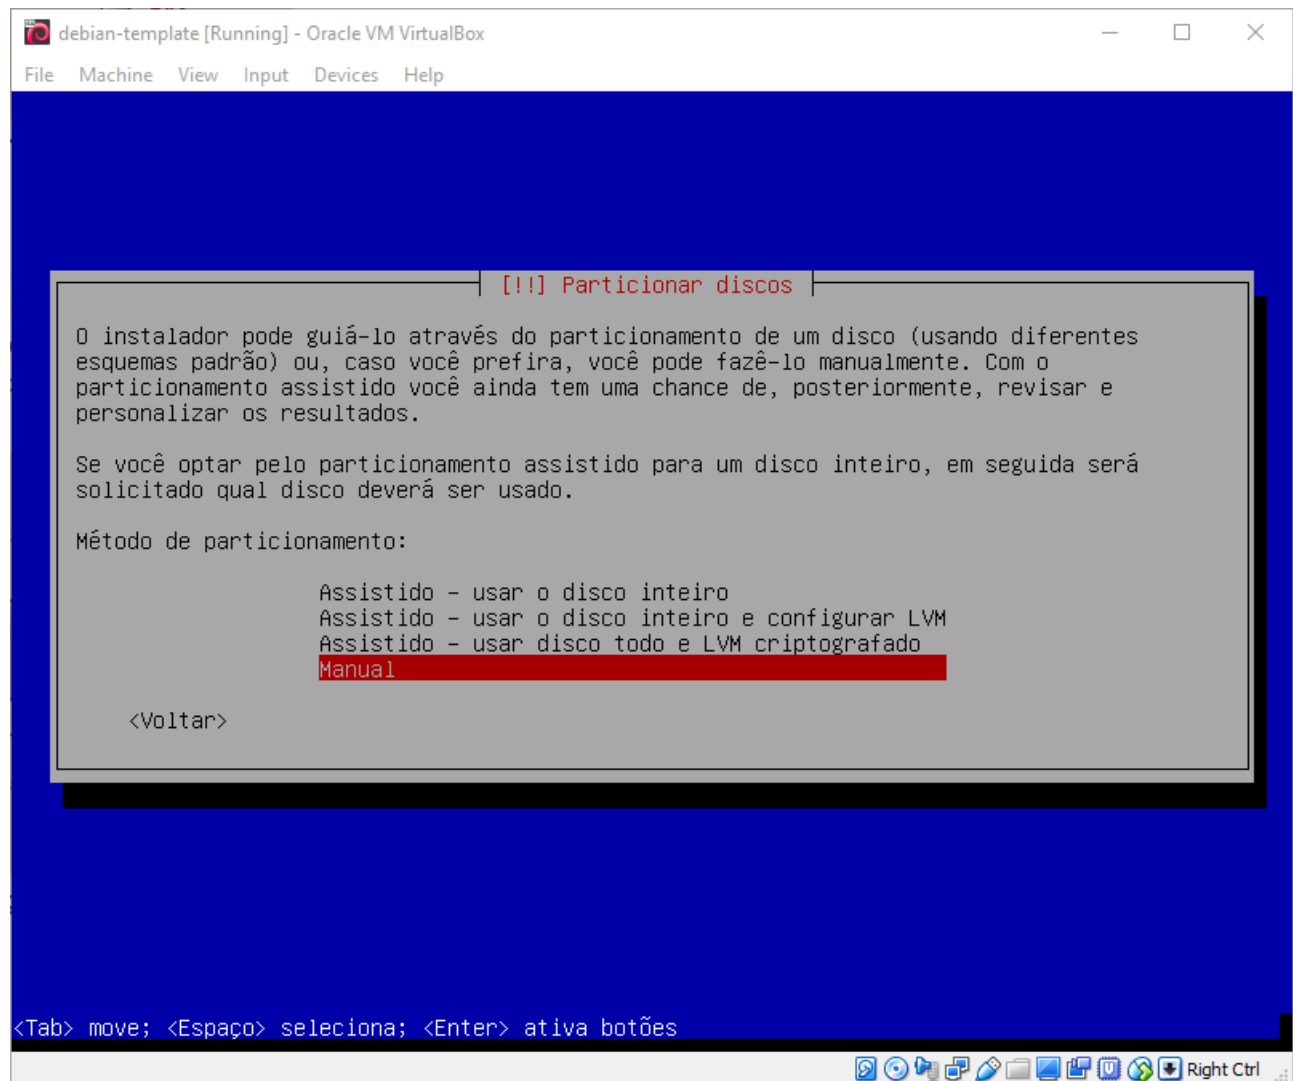 debian-template [Running] - Oracle VM VirtualBox
File Machine View Input Devices Help
[!!] Particionar discos
O instalador pode guiá-lo através do particionamento de um disco (usando diferentes
esquemas padrão) ou, caso você prefira, você pode fazê-lo manualmente. Com o
particionamento assistido você ainda tem uma chance de, posteriormente, revisar e
personalizar os resultados.
Se você optar pelo particionamento assistido para um disco inteiro, em seguida será
solicitado qual disco deverá ser usado.
Método de particionamento:
Assistido – usar o disco inteiro
Assistido – usar o disco inteiro e configurar LVM
Assistido – usar disco todo e LVM criptografado
Manual
<Voltar>
<Tab> move; <Espaço> seleciona; <Enter> ativa botões
Right Ctrl